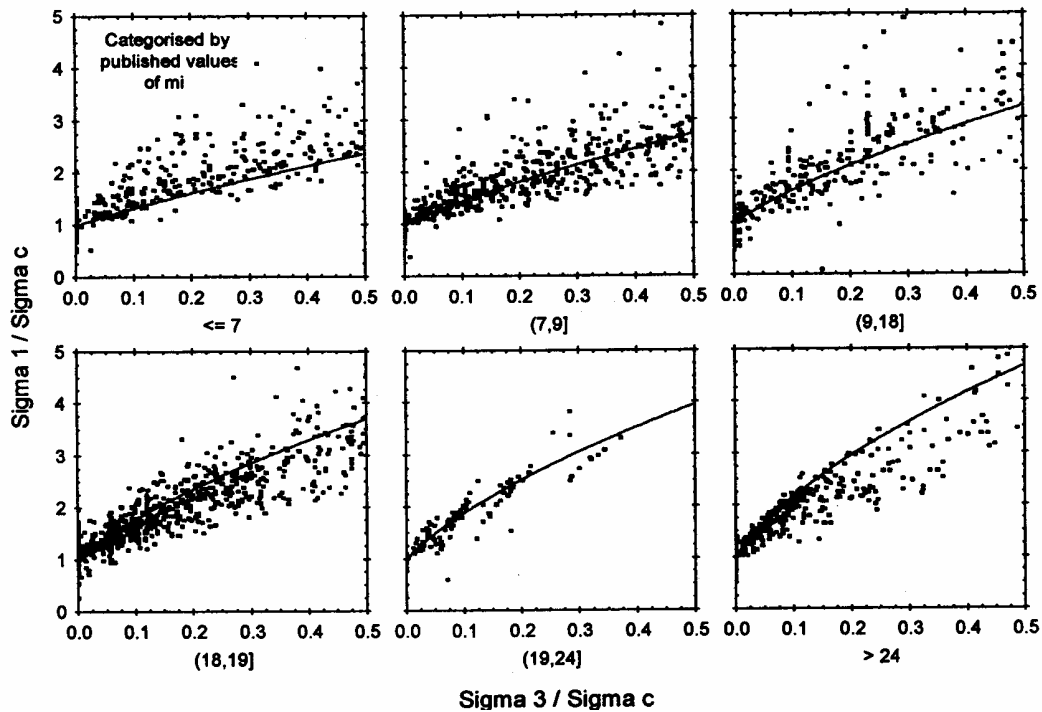 Categorised by
published values
of mi
5
4
3
2
1
0
0.0 0.1 0.2 0.3 0.4 0.5
<= 7
0.0 0.1 0.2 0.3 0.4 0.5
(7,9]
0.0 0.1 0.2 0.3 0.4 0.5
(9,18]
Sigma 1 / Sigma c
5
4
3
2
1
0
0.0 0.1 0.2 0.3 0.4 0.5
(18,19]
0.0 0.1 0.2 0.3 0.4 0.5
(19,24]
0.0 0.1 0.2 0.3 0.4 0.5
> 24
Sigma 3 / Sigma c